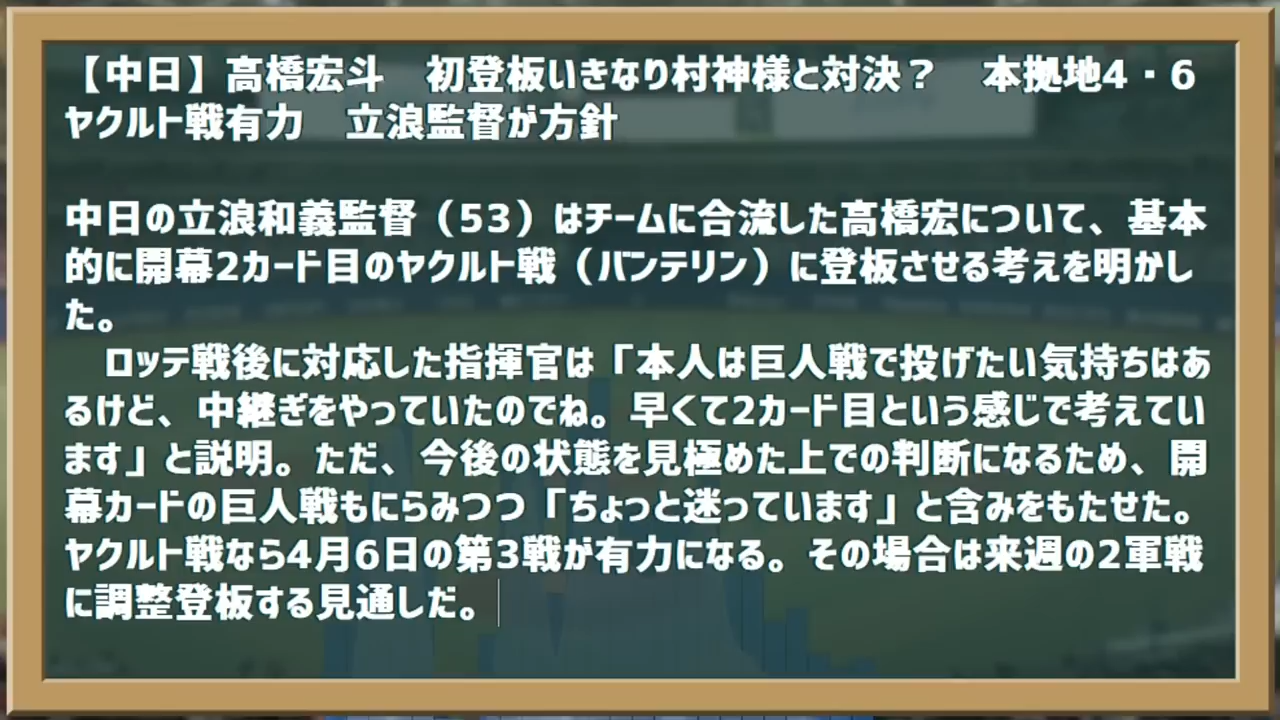 【中日】髙橋宏斗　初登板いきなり村神様と対決？　本拠地4・6
ヤクルト戦有力　立浪監督が方針
中日の立浪和義監督（53）はチームに合流した髙橋宏について、基本
的に開幕2カード目のヤクルト戦（バンテリン）に登板させる考えを明かし
た。
　ロッテ戦後に対応した指揮官は「本人は巨人戦で投げたい気持ちはあ
るけど、中継ぎをやっていたのでね。早くて2カード目という感じで考えてい
ます」と説明。ただ、今後の状態を見極めた上での判断になるため、開
幕カードの巨人戦もにらみつつ「ちょっと迷っています」と含みをもたせた。
ヤクルト戦なら4月6日の第3戦が有力になる。その場合は来週の2軍戦
に調整登板する見通しだ。